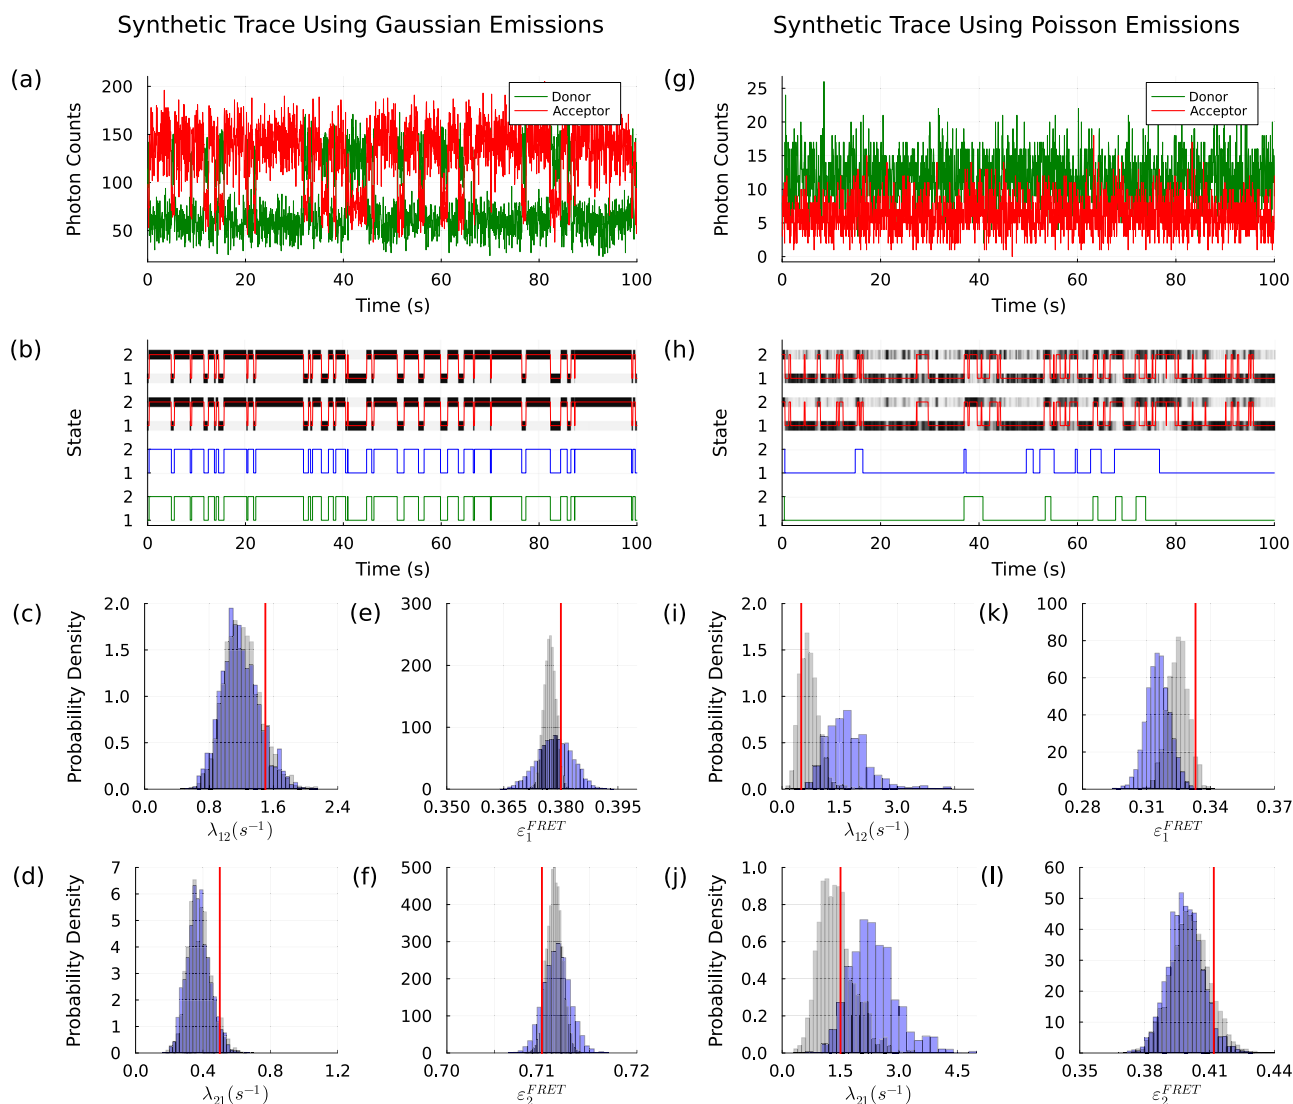 Synthetic Trace Using Gaussian Emissions
Synthetic Trace Using Poisson Emissions
(a)
Photon Counts
200
150
100
50
Donor
Acceptor
0 20 40 60 80 100
Time (s)
(g)
Photon Counts
25
20
15
10
5
0
Donor
Acceptor
0 20 40 60 80 100
Time (s)
(b)
State
2
1
2
1
2
1
2
1
0 20 40 60 80 100
Time (s)
(h)
State
2
1
2
1
2
1
2
1
0 20 40 60 80 100
Time (s)
(c)
Probability Density
2.0
1.5
1.0
0.5
0.0
0.0 0.8 1.6 2.4
λ₁₂(s⁻¹)
(e)
300
200
100
0
0.350 0.365 0.380 0.395
ε₁^FRET
(i)
Probability Density
2.0
1.5
1.0
0.5
0.0
0.0 1.5 3.0 4.5
λ₁₂(s⁻¹)
(k)
100
80
60
40
20
0
0.28 0.31 0.34 0.37
ε₁^FRET
(d)
Probability Density
7
6
5
4
3
2
1
0
0.0 0.4 0.8 1.2
λ₂₁(s⁻¹)
(f)
500
400
300
200
100
0
0.70 0.71 0.72
ε₂^FRET
(j)
Probability Density
1.0
0.8
0.6
0.4
0.2
0.0
0.0 1.5 3.0 4.5
λ₂₁(s⁻¹)
(l)
60
50
40
30
20
10
0
0.35 0.38 0.41 0.44
ε₂^FRET